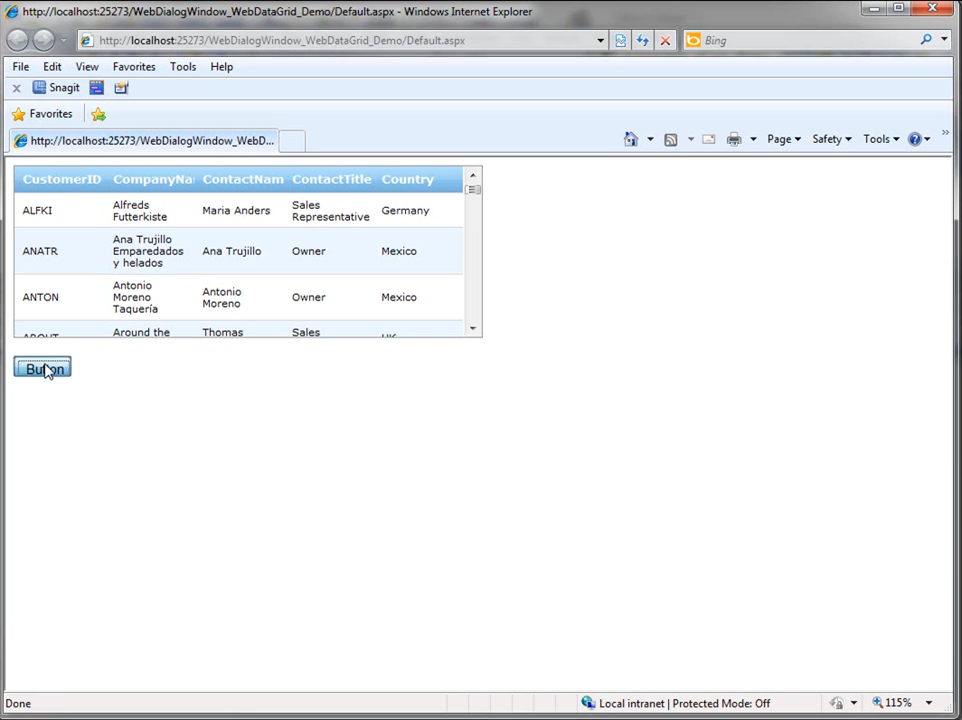 http://localhost:25273/WebDialogWindow_WebDataGrid_Demo/Default.aspx - Windows Internet Explorer
http://localhost:25273/WebDialogWindow_WebDataGrid_Demo/Default.aspx
Bing
File Edit View Favorites Tools Help
Snagit
Favorites
http://localhost:25273/WebDialogWindow_WebD...
Page Safety Tools
CustomerID CompanyNa ContactNam ContactTitle Country
ALFKI Alfreds Futterkiste Maria Anders Sales Representative Germany
ANATR Ana Trujillo Emparedados y helados Ana Trujillo Owner Mexico
ANTON Antonio Moreno Taquería Antonio Moreno Owner Mexico
Around the Thomas Sales UK
Button
Done Local intranet | Protected Mode: Off 115%